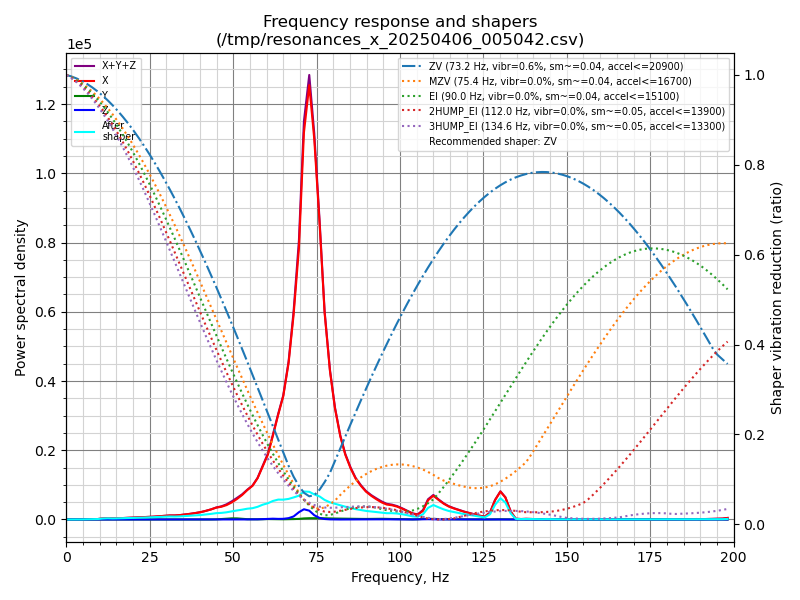 Frequency response and shapers
(/tmp/resonances_x_20250406_005042.csv)
1e5
X+Y+Z
X
Y
Z
After
shaper
ZV (73.2 Hz, vibr=0.6%, sm~=0.04, accel<=20900)
MZV (75.4 Hz, vibr=0.0%, sm~=0.04, accel<=16700)
EI (90.0 Hz, vibr=0.0%, sm~=0.04, accel<=15100)
2HUMP_EI (112.0 Hz, vibr=0.0%, sm~=0.05, accel<=13900)
3HUMP_EI (134.6 Hz, vibr=0.0%, sm~=0.05, accel<=13300)
Recommended shaper: ZV
Power spectral density
1.2
1.0
0.8
0.6
0.4
0.2
0.0
1.0
0.8
0.6
0.4
0.2
0.0
Shaper vibration reduction (ratio)
0 25 50 75 100 125 150 175 200
Frequency, Hz